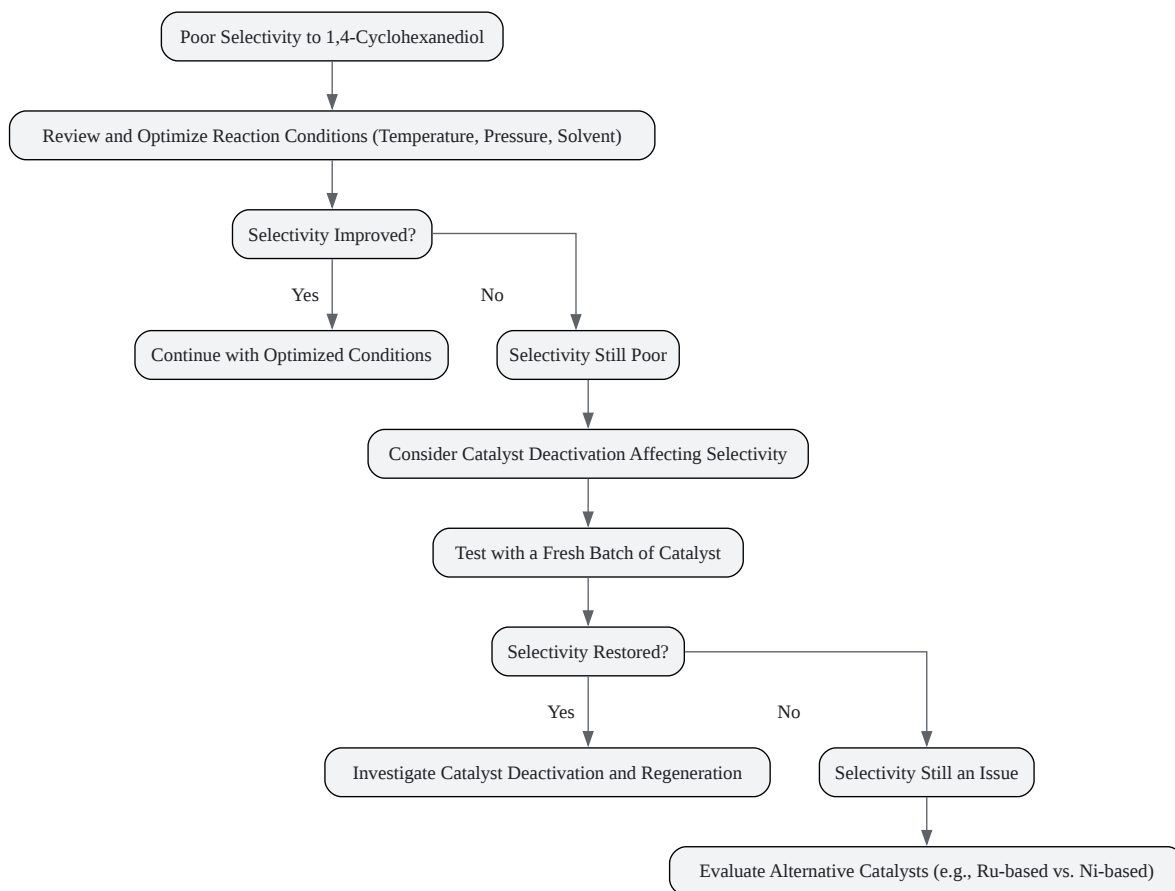 Poor Selectivity to 1,4-Cyclohexanediol
Review and Optimize Reaction Conditions (Temperature, Pressure, Solvent)
Selectivity Improved?
Yes
No
Continue with Optimized Conditions
Selectivity Still Poor
Consider Catalyst Deactivation Affecting Selectivity
Test with a Fresh Batch of Catalyst
Selectivity Restored?
Yes
No
Investigate Catalyst Deactivation and Regeneration
Selectivity Still an Issue
Evaluate Alternative Catalysts (e.g., Ru-based vs. Ni-based)